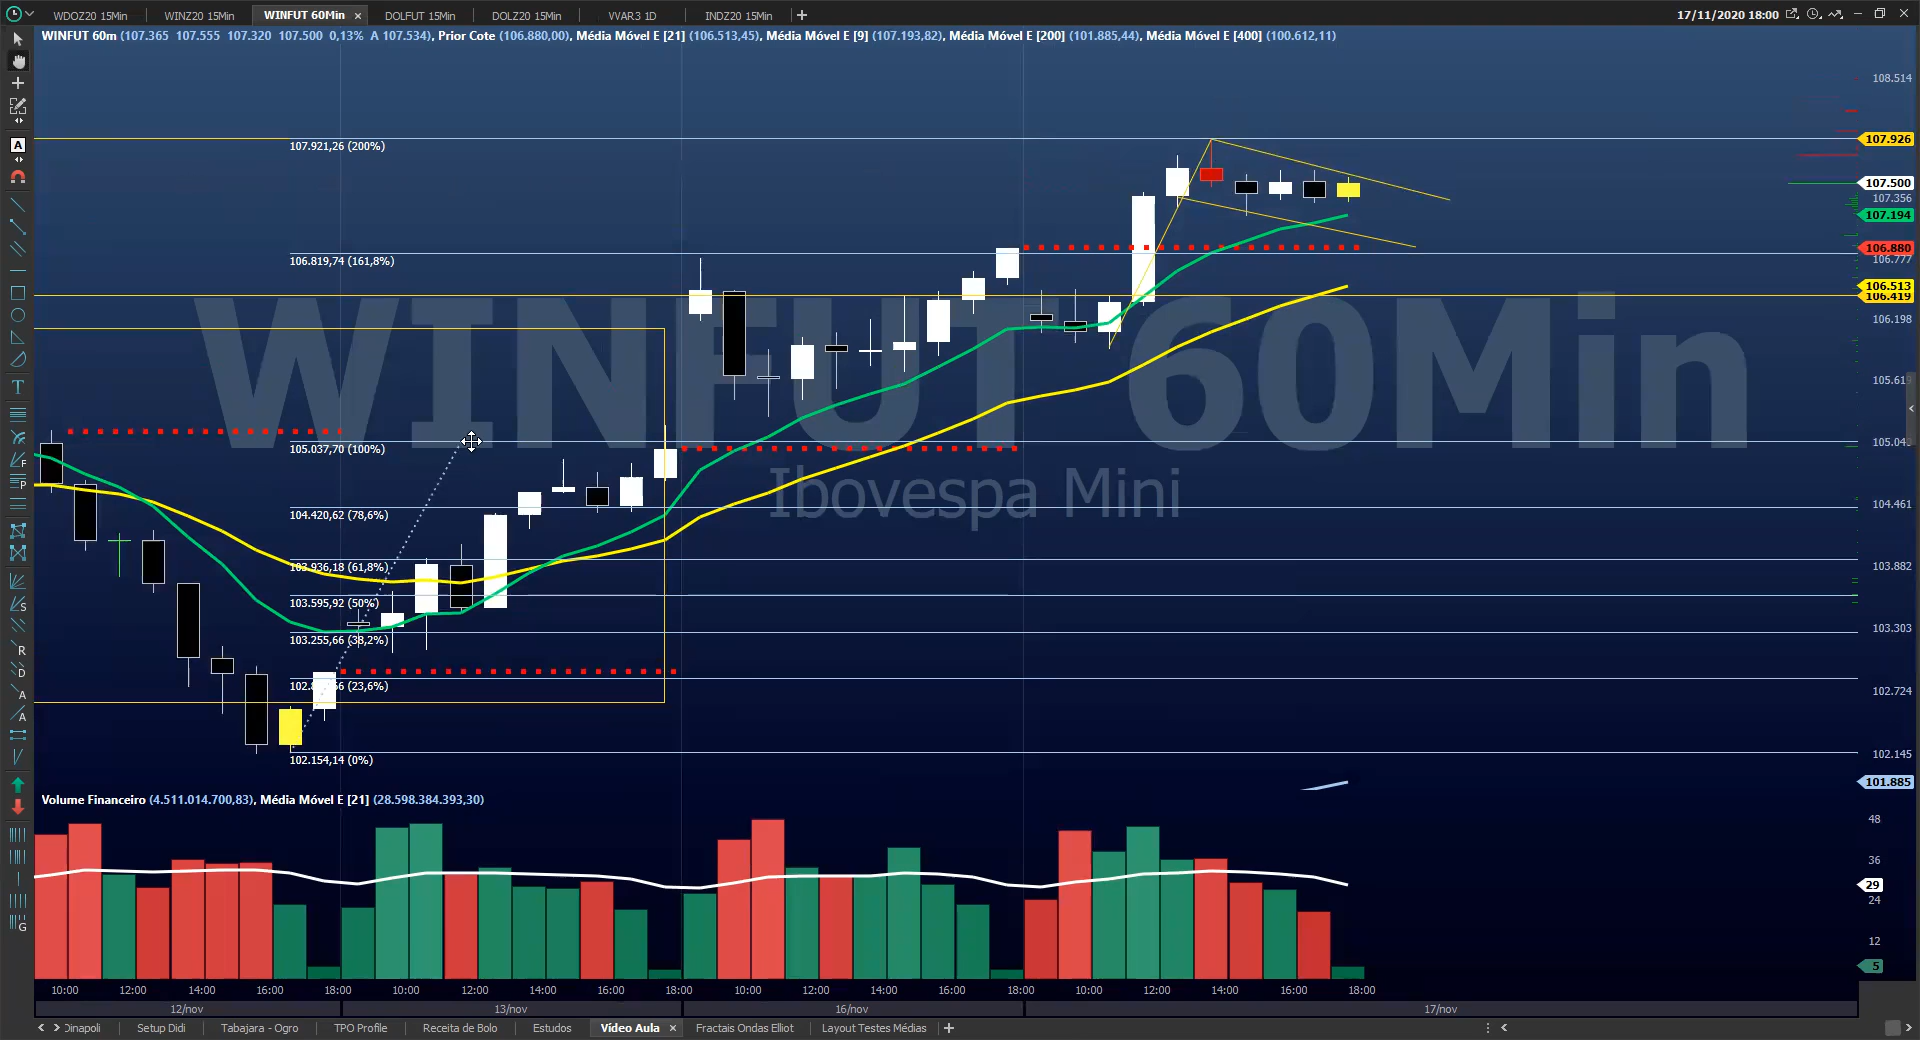 WDOZ20 15Min
WINZ20 15Min
WINFUT 60Min
DOLFUT 15Min
DOLZ20 15Min
VVAR3 1D
INDZ20 15Min
17/11/2020 18:00
WINFUT 60m (107.365 107.555 107.320 107.500 0,13% A 107.534), Prior Cote (106.880,00), Média Móvel E [21] (106.513,45), Média Móvel E [9] (107.193,82), Média Móvel E [200] (101.885,44), Média Móvel E [400] (100.612,11)
108.514
107.926
107.921,26 (200%)
107.500
107.356
107.194
106.880
106.819,74 (161,8%)
106.777
106.513
106.419
106.198
WINFUT 60Min
105.619
105.043
105.037,70 (100%)
Ibovespa Mini
104.461
104.420,62 (78,6%)
103.936,18 (61,8%)
103.882
103.595,92 (50%)
103.303
103.255,66 (38,2%)
(23,6%)
102.724
102.154,14 (0%)
102.145
101.885
Volume Financeiro (4.511.014.700,83), Média Móvel E [21] (28.598.384.393,30)
48
36
29
24
12
5
10:00 12:00 14:00 16:00 18:00 10:00 12:00 14:00 16:00 18:00 10:00 12:00 14:00 16:00 18:00 10:00 12:00 14:00 16:00 18:00
12/nov 13/nov 16/nov 17/nov
Dinapoli
Setup Didi
Tabajara - Ogro
TPO Profile
Receita de Bolo
Estudos
Vídeo Aula
Fractais Ondas Elliot
Layout Testes Médias